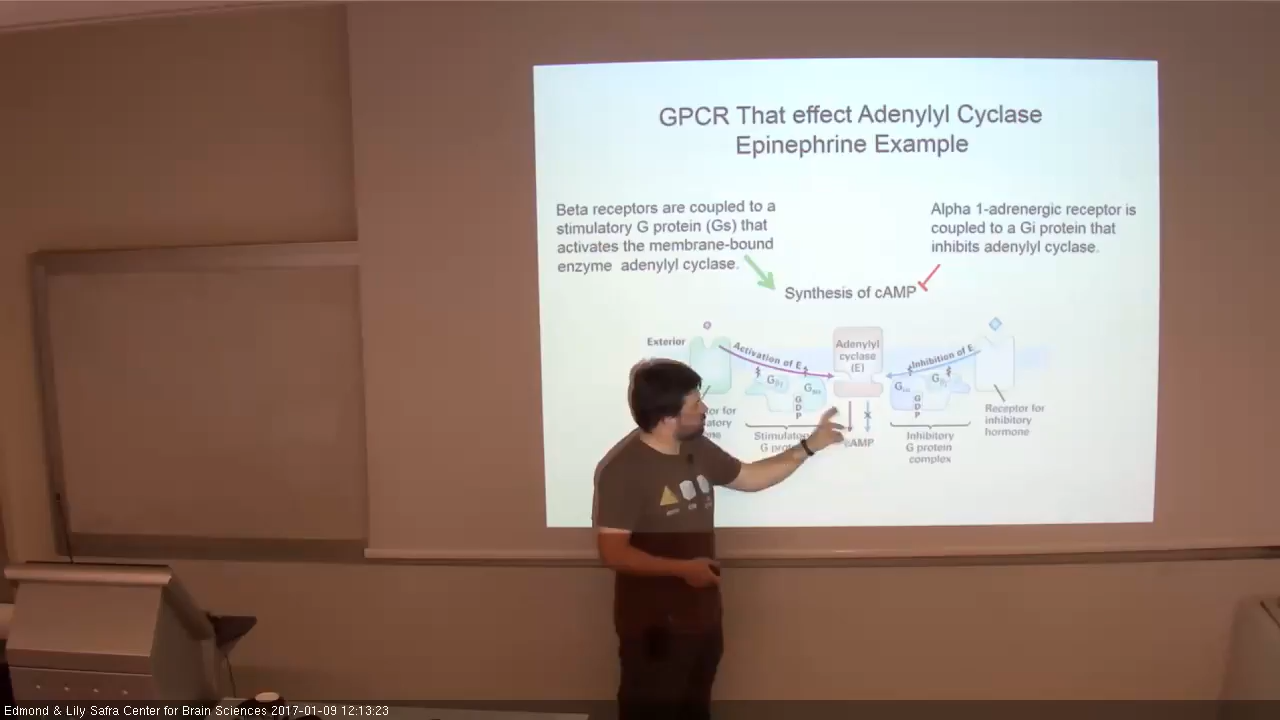 GPCR That effect Adenylyl Cyclase
Epinephrine Example
Beta receptors are coupled to a
stimulatory G protein (Gs) that
activates the membrane-bound
enzyme adenylyl cyclase.
Alpha 1-adrenergic receptor is
coupled to a Gi protein that
inhibits adenylyl cyclase.
Synthesis of cAMP
Exterior
Activation of E
Adenylyl
cyclase
(E)
Inhibition of E
GDP
GDP
Receptor for
inhibitory
hormone
Inhibitory
G protein
complex
Edmond & Lily Safra Center for Brain Sciences 2017-01-09 12:13:23